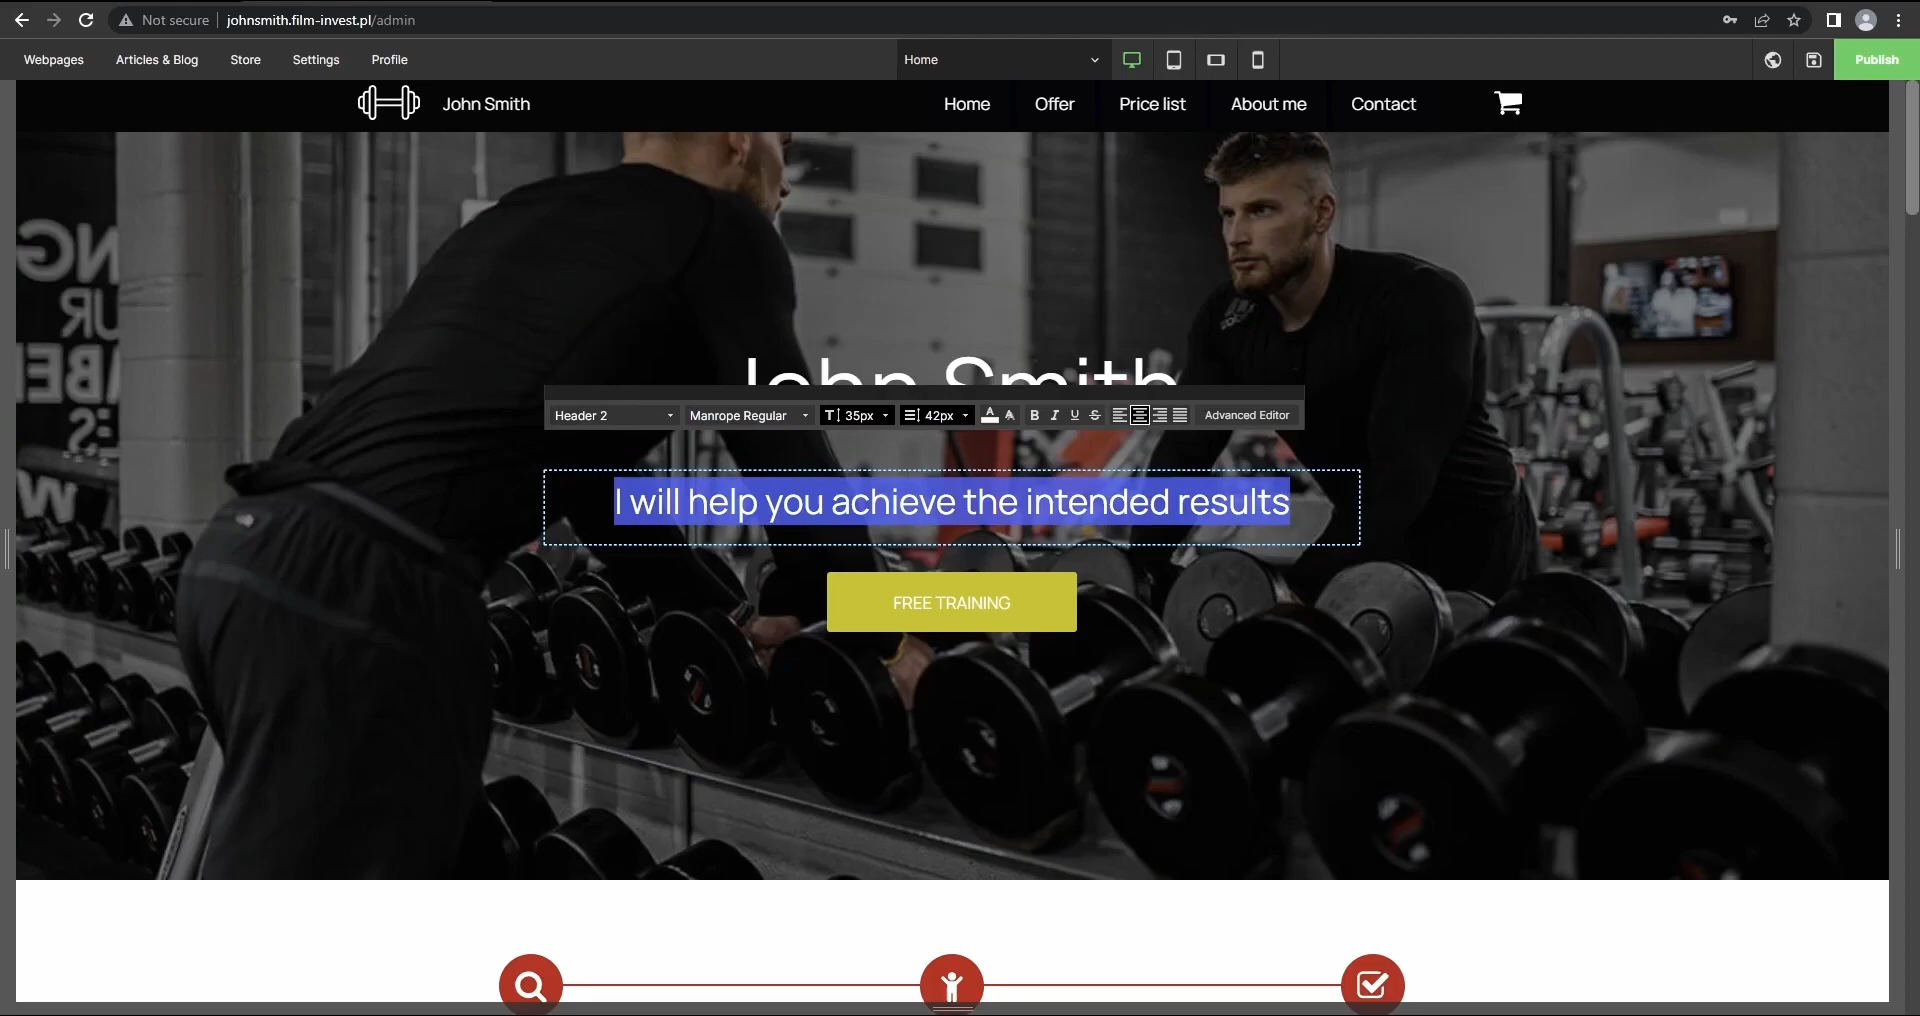 Not secure johnsmith.film-invest.pl/admin
Webpages Articles & Blog Store Settings Profile Home Publish
John Smith Home Offer Price list About me Contact
John Smith
Header 2 Manrope Regular 35px 42px A A B I U S Advanced Editor
I will help you achieve the intended results
FREE TRAINING